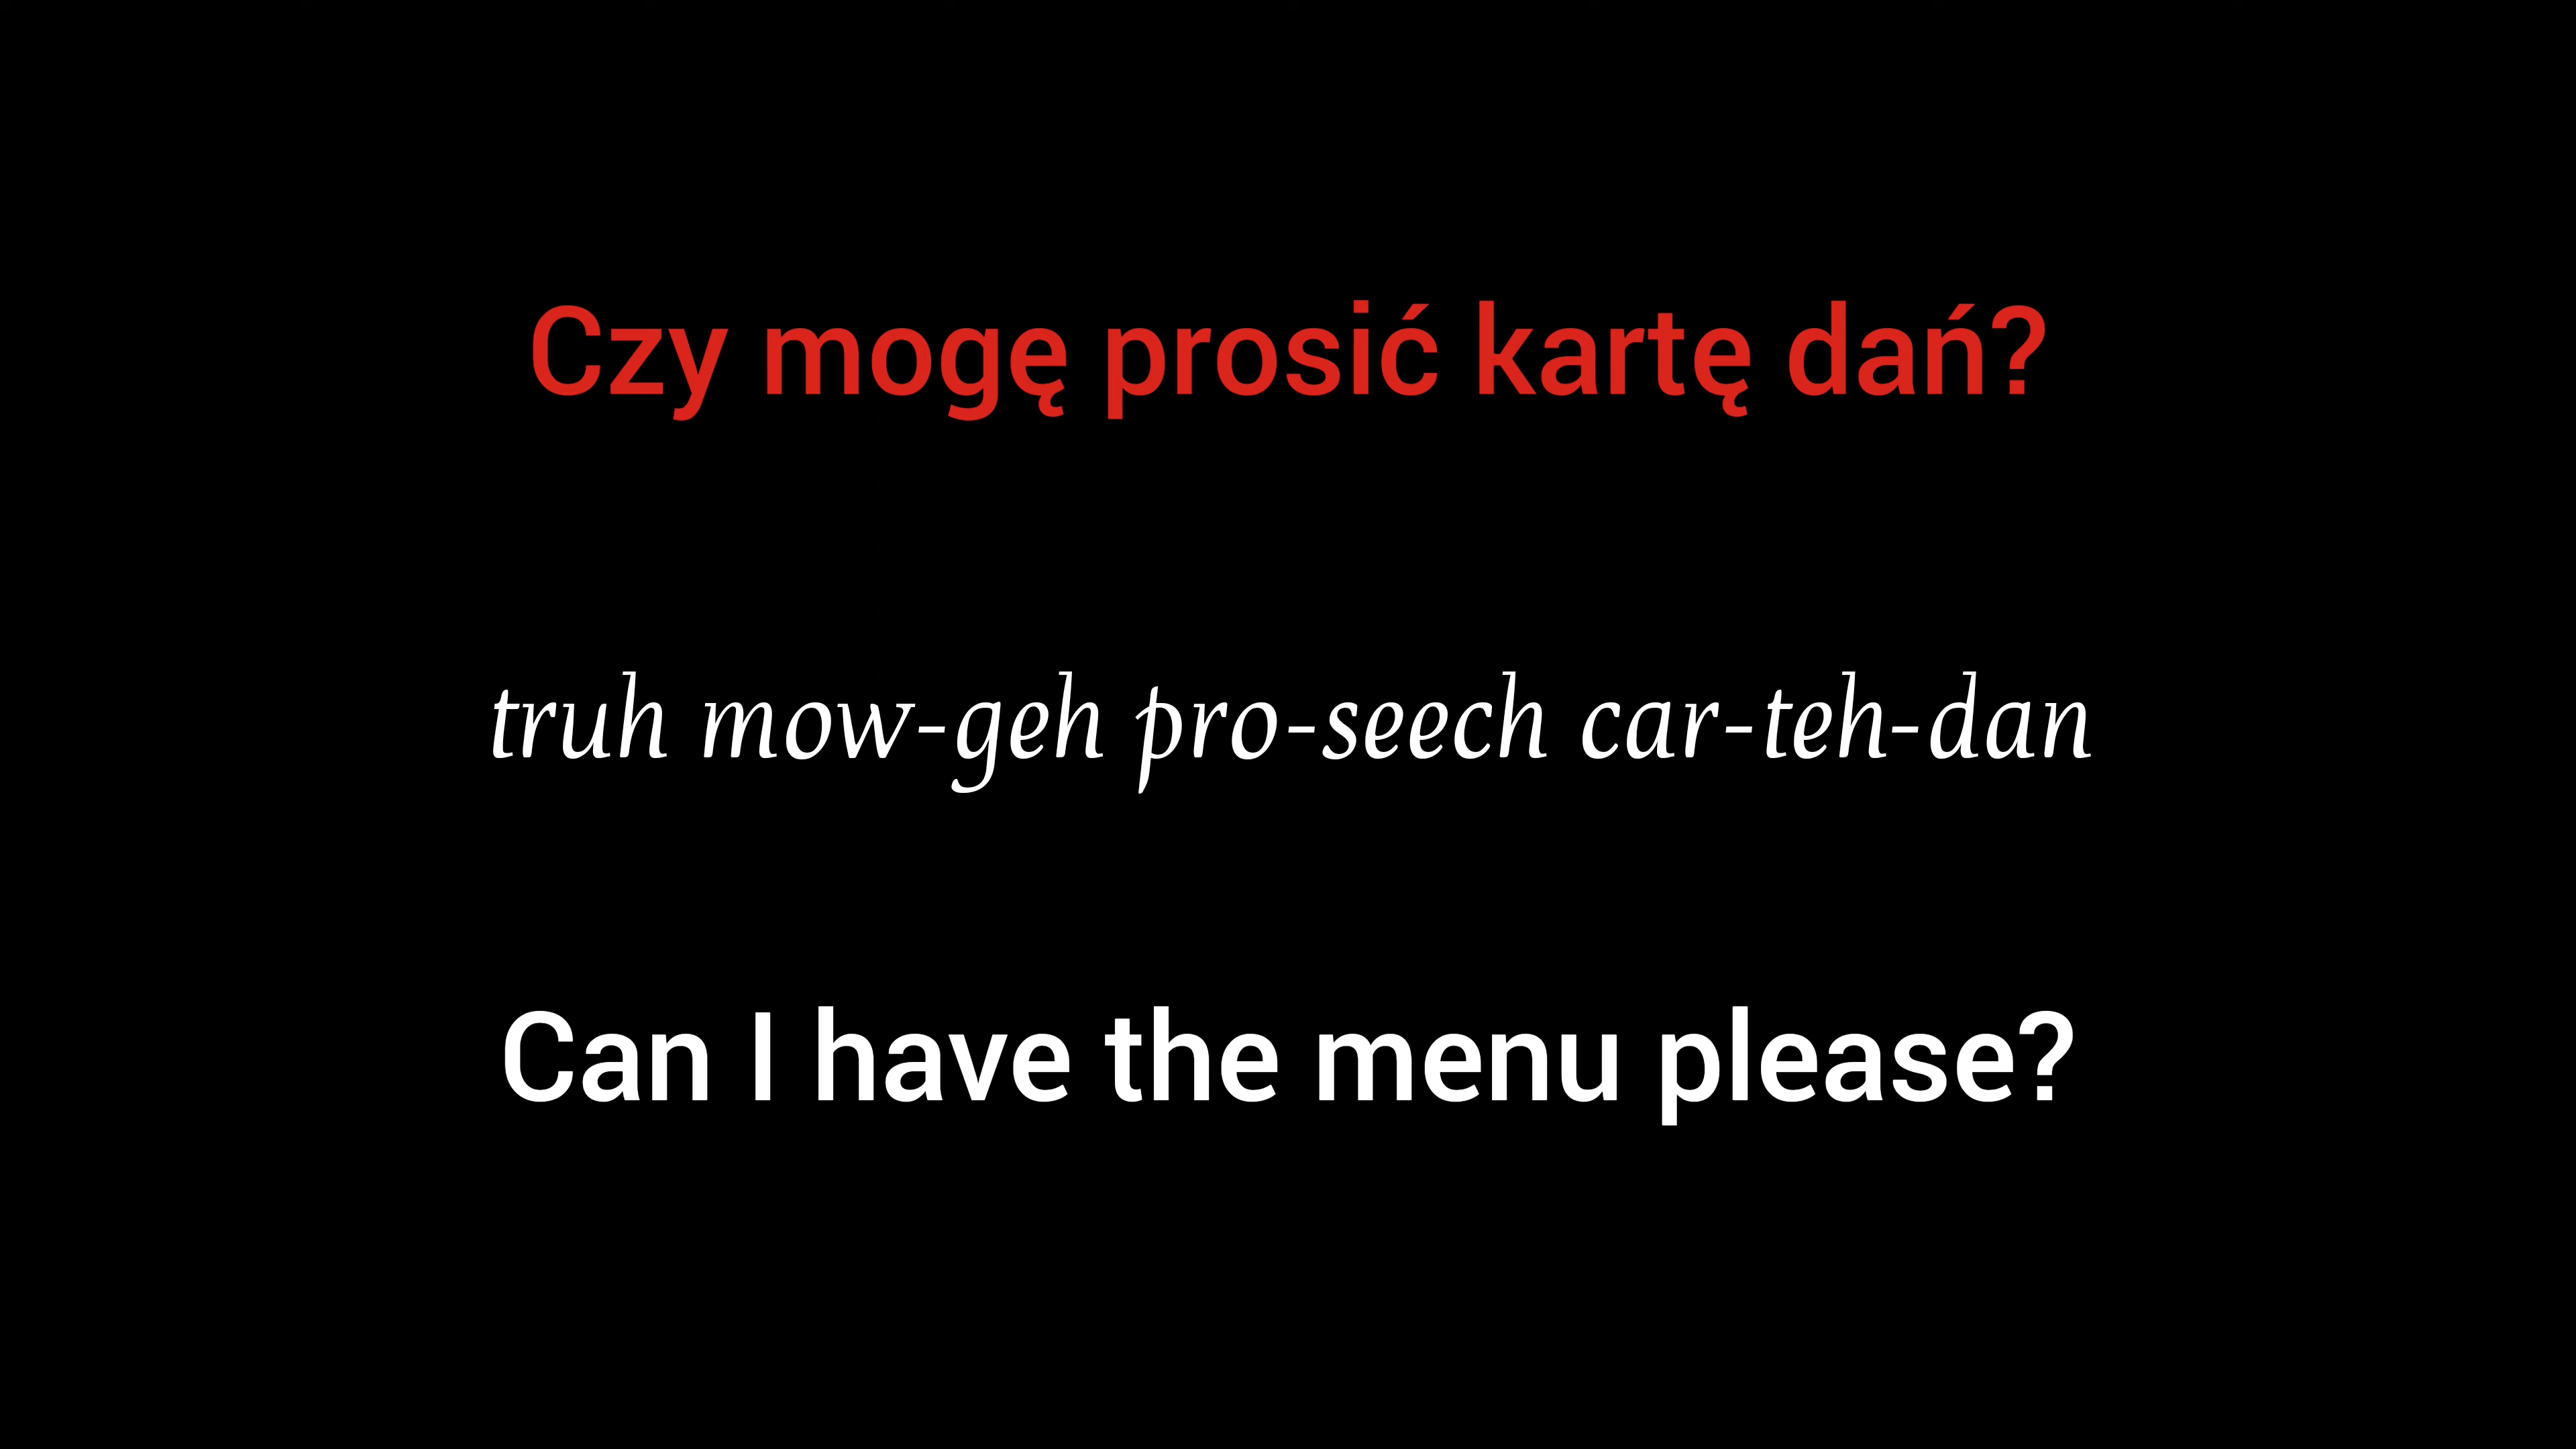 Czy mogę prosić kartę dań?
truh mow-geh pro-seech car-teh-dan
Can I have the menu please?